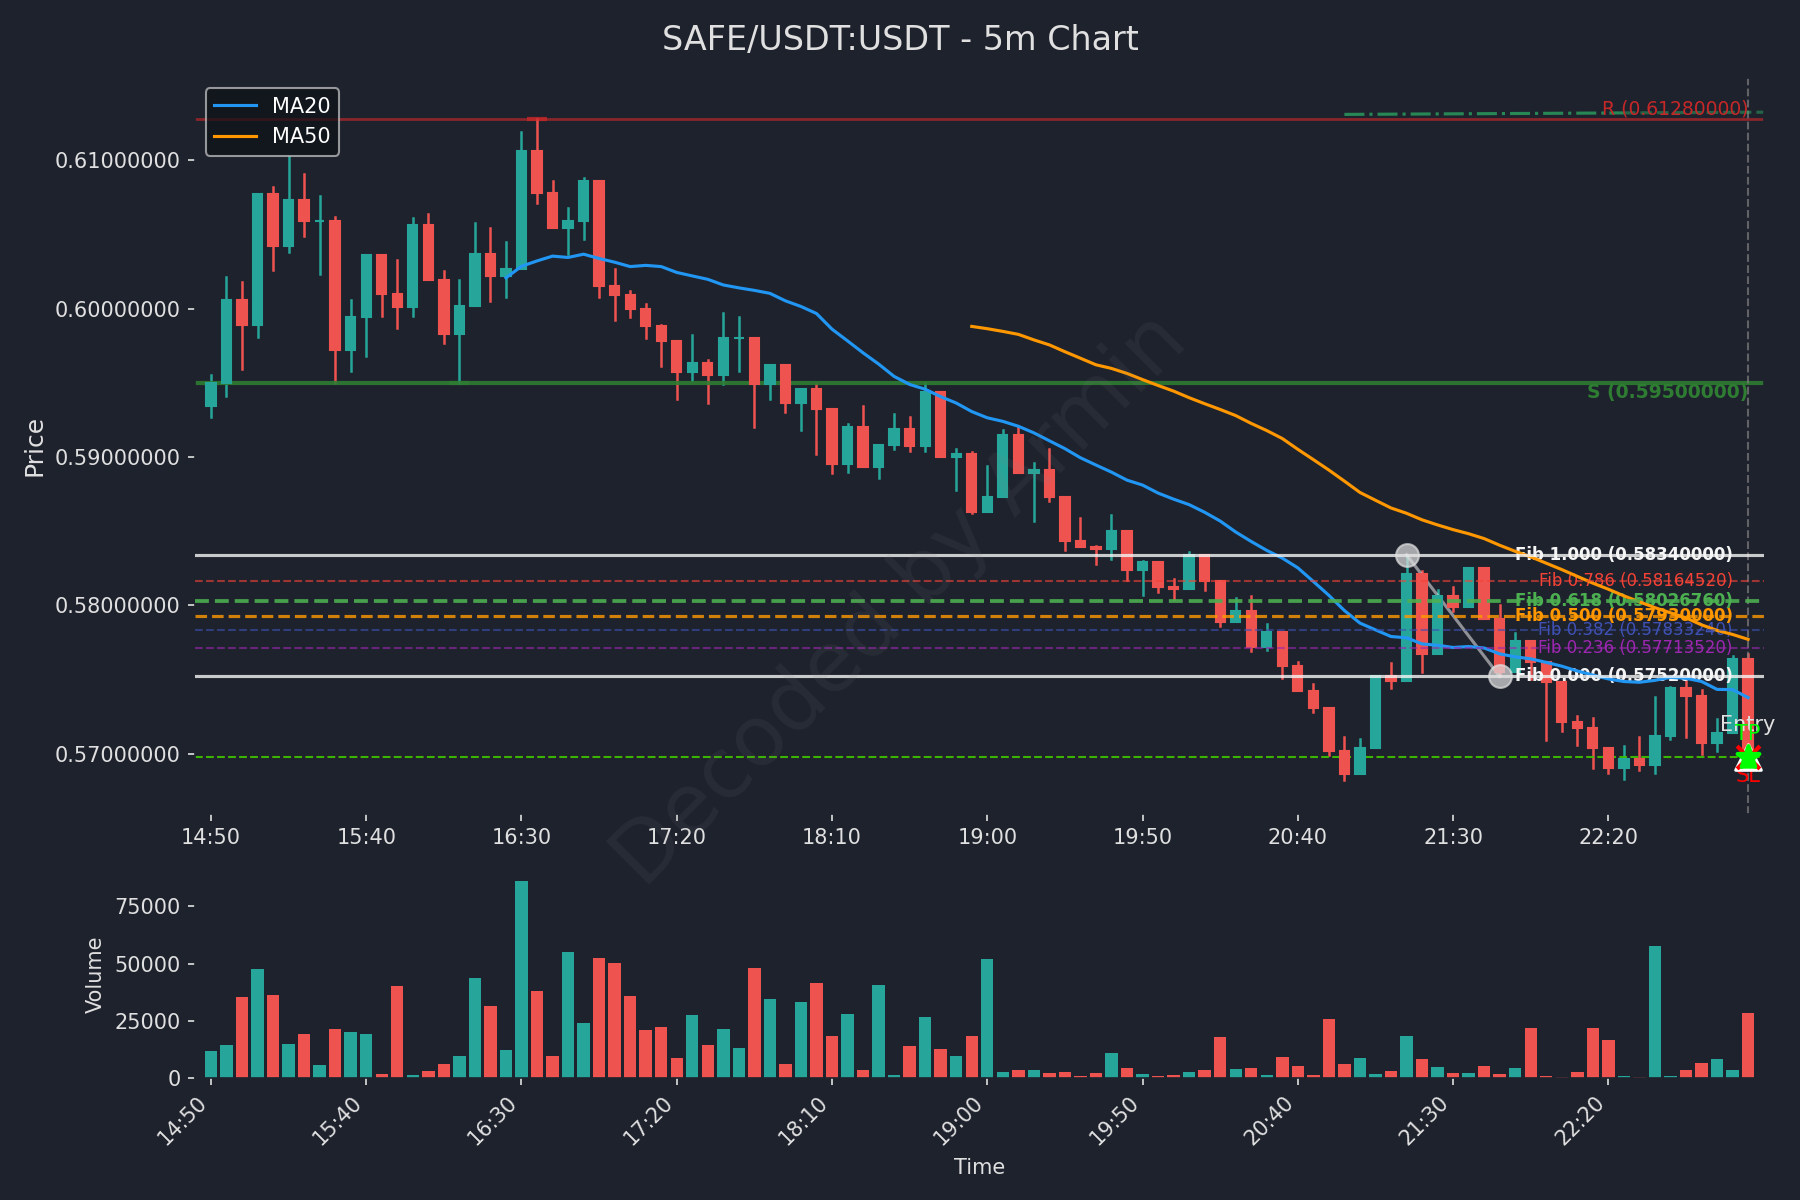 SAFE/USDT:USDT - 5m Chart
MA20
MA50
R (0.61280000)
S (0.59500000)
Fib 1.000 (0.58340000)
Fib 0.786 (0.58164520)
Fib 0.618 (0.58026760)
Fib 0.500 (0.57930000)
Fib 0.382 (0.57833240)
Fib 0.236 (0.57713520)
Fib 0.000 (0.57520000)
Entry
SL
Price
0.61000000
0.60000000
0.59000000
0.58000000
0.57000000
14:50 15:40 16:30 17:20 18:10 19:00 19:50 20:40 21:30 22:20
Decoded by Armin
Volume
75000
50000
25000
0
14:50 15:40 16:30 17:20 18:10 19:00 19:50 20:40 21:30 22:20
Time